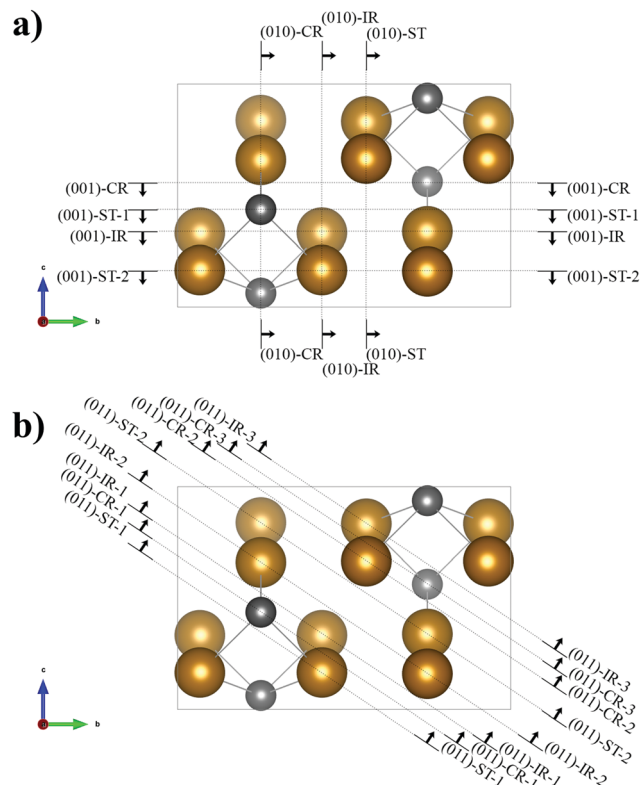 a)
(010)-IR
(010)-CR
(010)-ST
(001)-CR
(001)-CR
(001)-ST-1
(001)-ST-1
(001)-IR
(001)-IR
(001)-ST-2
(001)-ST-2
c
b
(010)-CR
(010)-ST
(010)-IR
b)
(011)-IR-3
(011)-CR-3
(011)-CR-2
(011)-ST-2
(011)-IR-2
(011)-IR-1
(011)-CR-1
(011)-ST-1
c
b
(011)-IR-3
(011)-CR-3
(011)-CR-2
(011)-ST-2
(011)-IR-2
(011)-IR-1
(011)-CR-1
(011)-ST-1